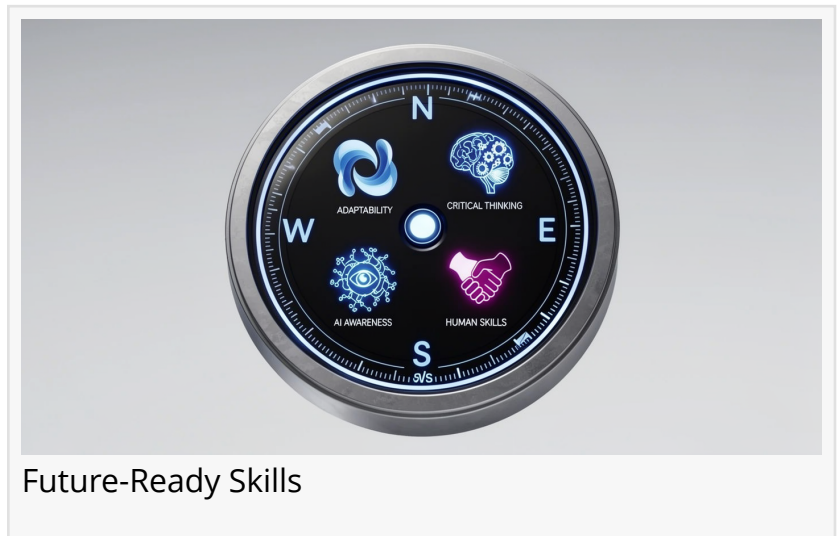 N
ADAPTABILITY
CRITICAL THINKING
W
E
AI AWARENESS
HUMAN SKILLS
S
Future-Ready Skills